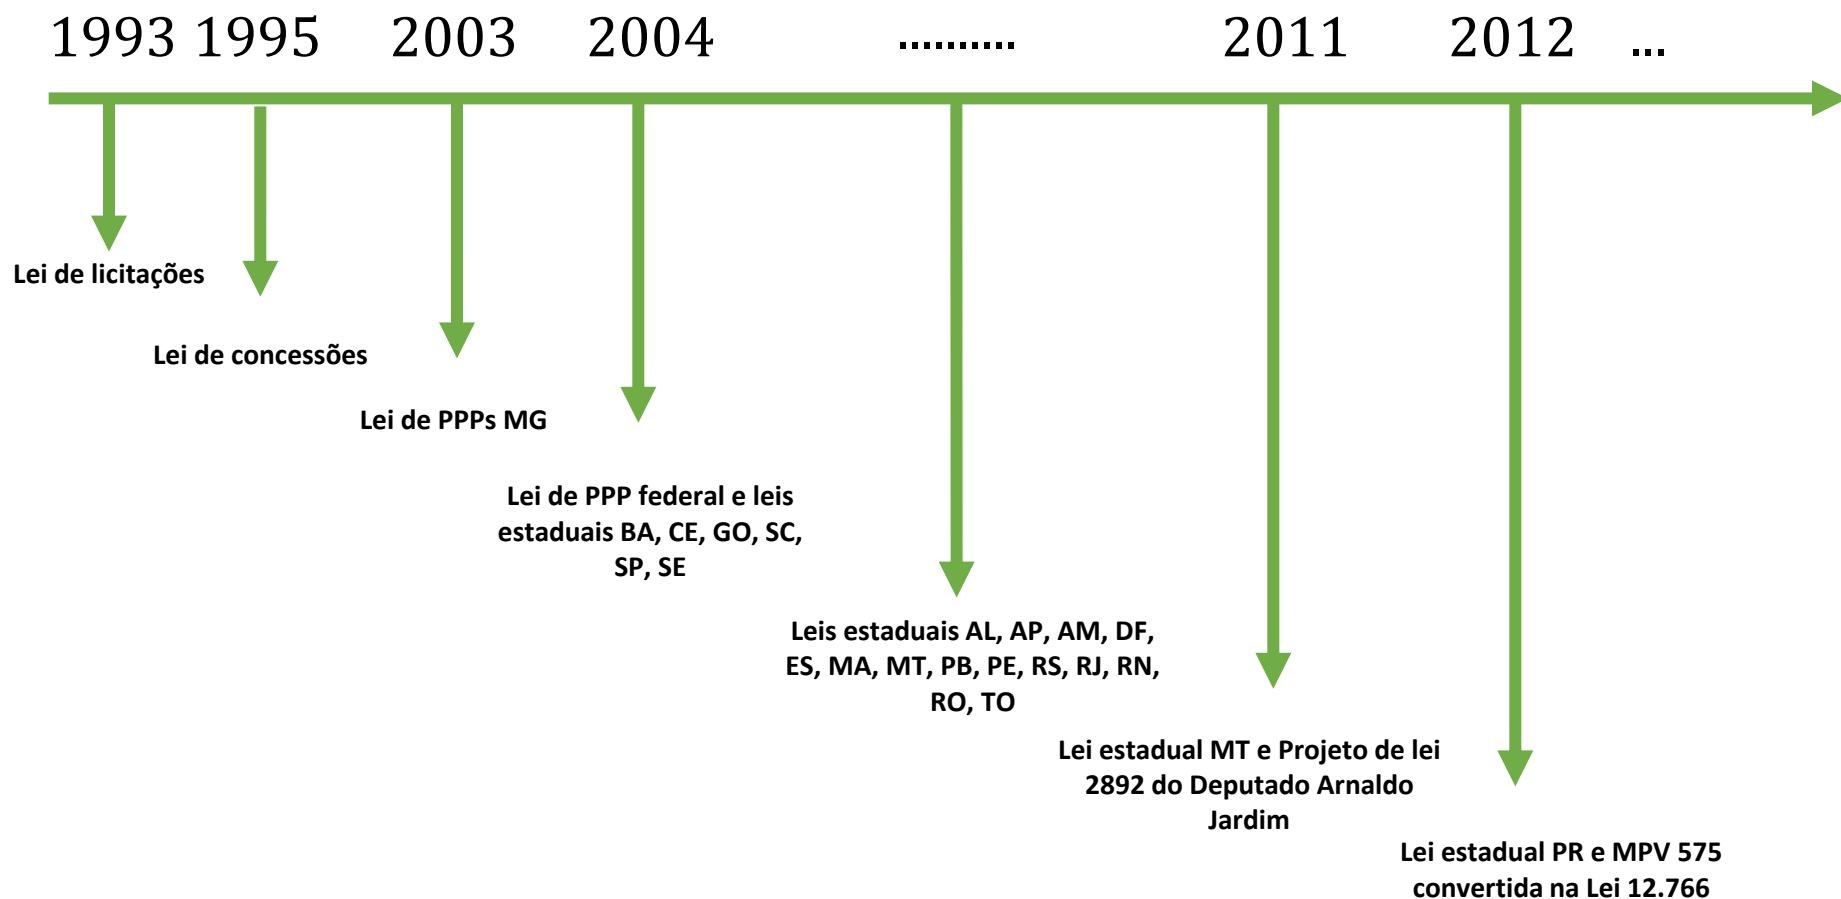 1993 1995 2003 2004 .......... 2011 2012 ...
Lei de licitações
Lei de concessões
Lei de PPPs MG
Lei de PPP federal e leis
estaduais BA, CE, GO, SC,
SP, SE
Leis estaduais AL, AP, AM, DF,
ES, MA, MT, PB, PE, RS, RJ, RN,
RO, TO
Lei estadual MT e Projeto de lei
2892 do Deputado Arnaldo
Jardim
Lei estadual PR e MPV 575
convertida na Lei 12.766